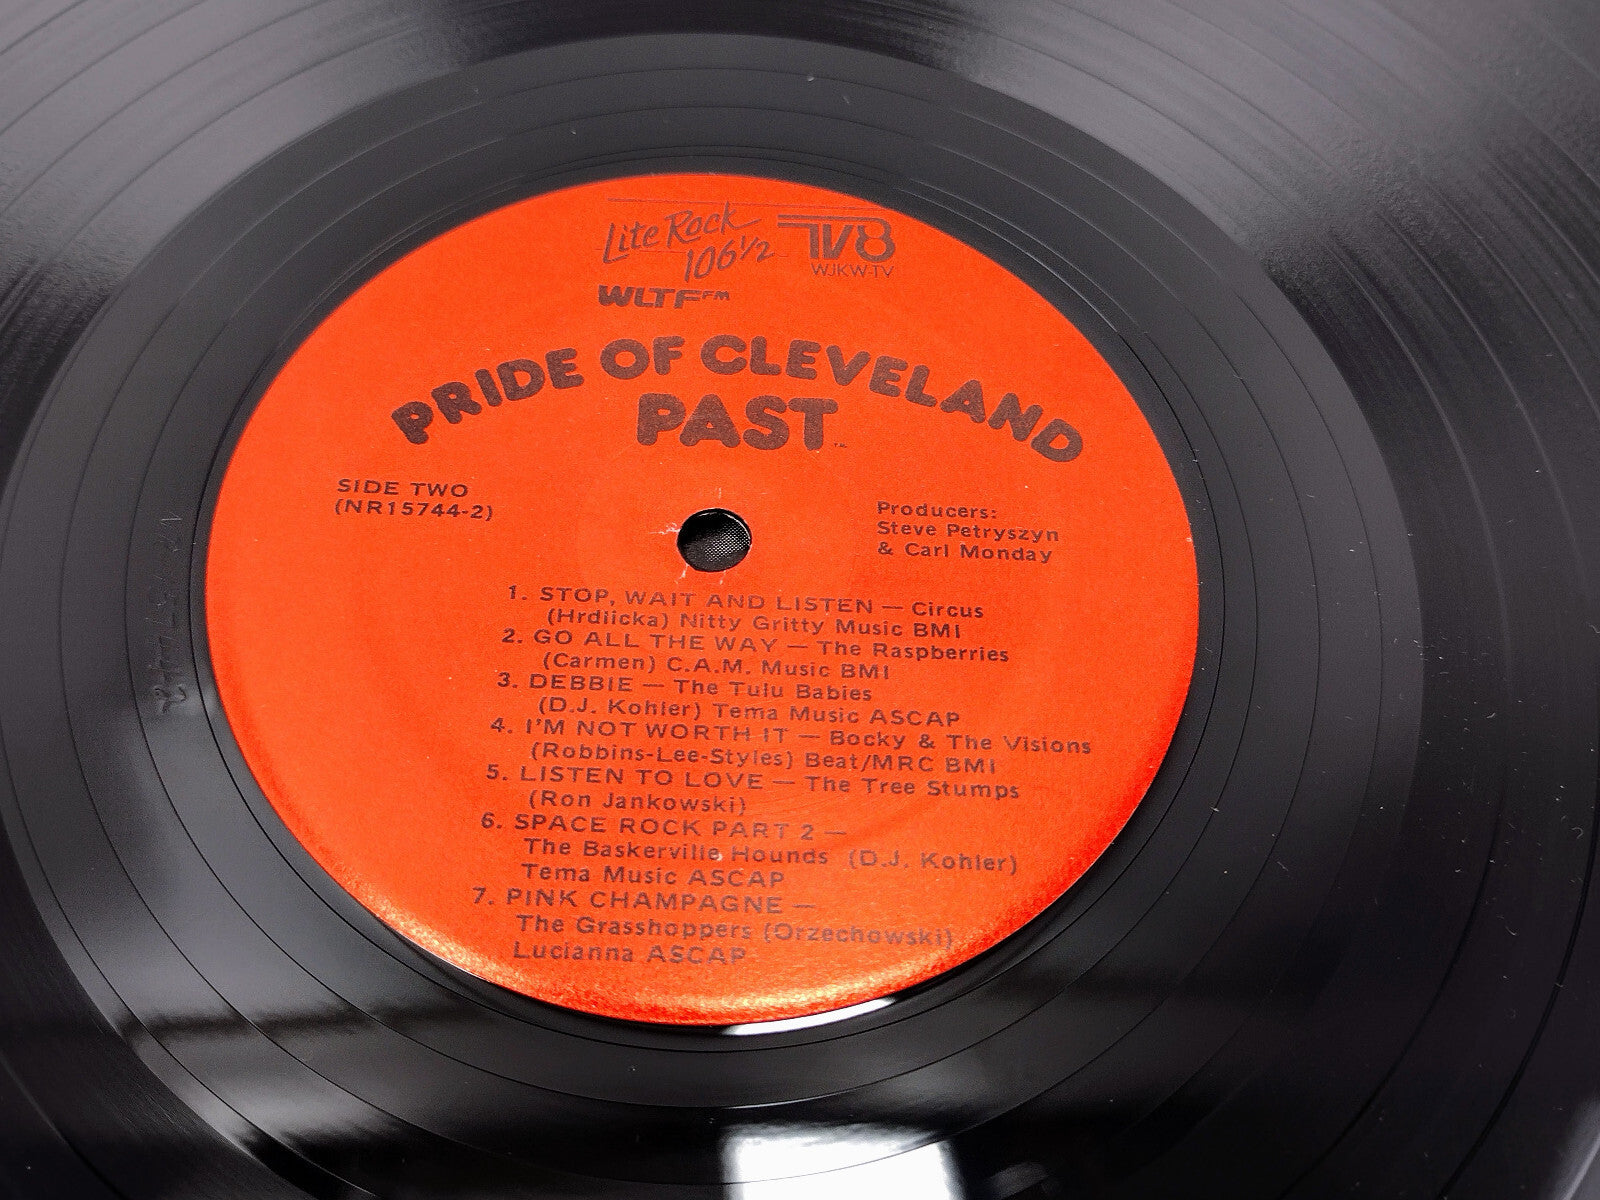 Lite Rock
106½
WLTF FM
TV8
WJKW-TV
PRIDE OF CLEVELAND
PAST™
SIDE TWO
(NR15744-2)
Producers:
Steve Petryszyn
& Carl Monday
1. STOP, WAIT AND LISTEN — Circus
(Hrdlicka) Nitty Gritty Music BMI
2. GO ALL THE WAY — The Raspberries
(Carmen) C.A.M. Music BMI
3. DEBBIE — The Tulu Babies
(D.J. Kohler) Tema Music ASCAP
4. I'M NOT WORTH IT — Bocky & The Visions
(Robbins-Lee-Styles) Beat/MRC BMI
5. LISTEN TO LOVE — The Tree Stumps
(Ron Jankowski)
6. SPACE ROCK PART 2 —
The Baskerville Hounds (D.J. Kohler)
Tema Music ASCAP
7. PINK CHAMPAGNE —
The Grasshoppers (Orzechowski)
Lucianna ASCAP